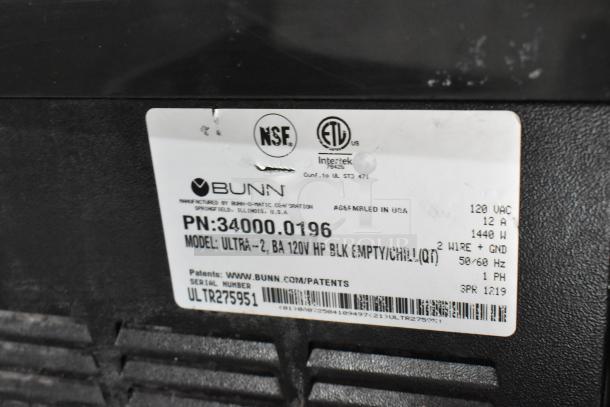 NSF®
ETL US
Intertek
Conf. to UL STD 471
BUNN®
MANUFACTURED BY BUNN-O-MATIC CORPORATION
SPRINGFIELD, ILLINOIS, U.S.A
ASSEMBLED IN USA
120 VAC
12 A
1440 W
2 WIRE + GND
50/60 Hz
1 PH
SPR 1219
PN:34000.0196
MODEL: ULTRA-2, BA 120V HP BLK EMPTY/CHILL(QT)
Patents: WWW.BUNN.COM/PATENTS
SERIAL NUMBER
ULTR275951